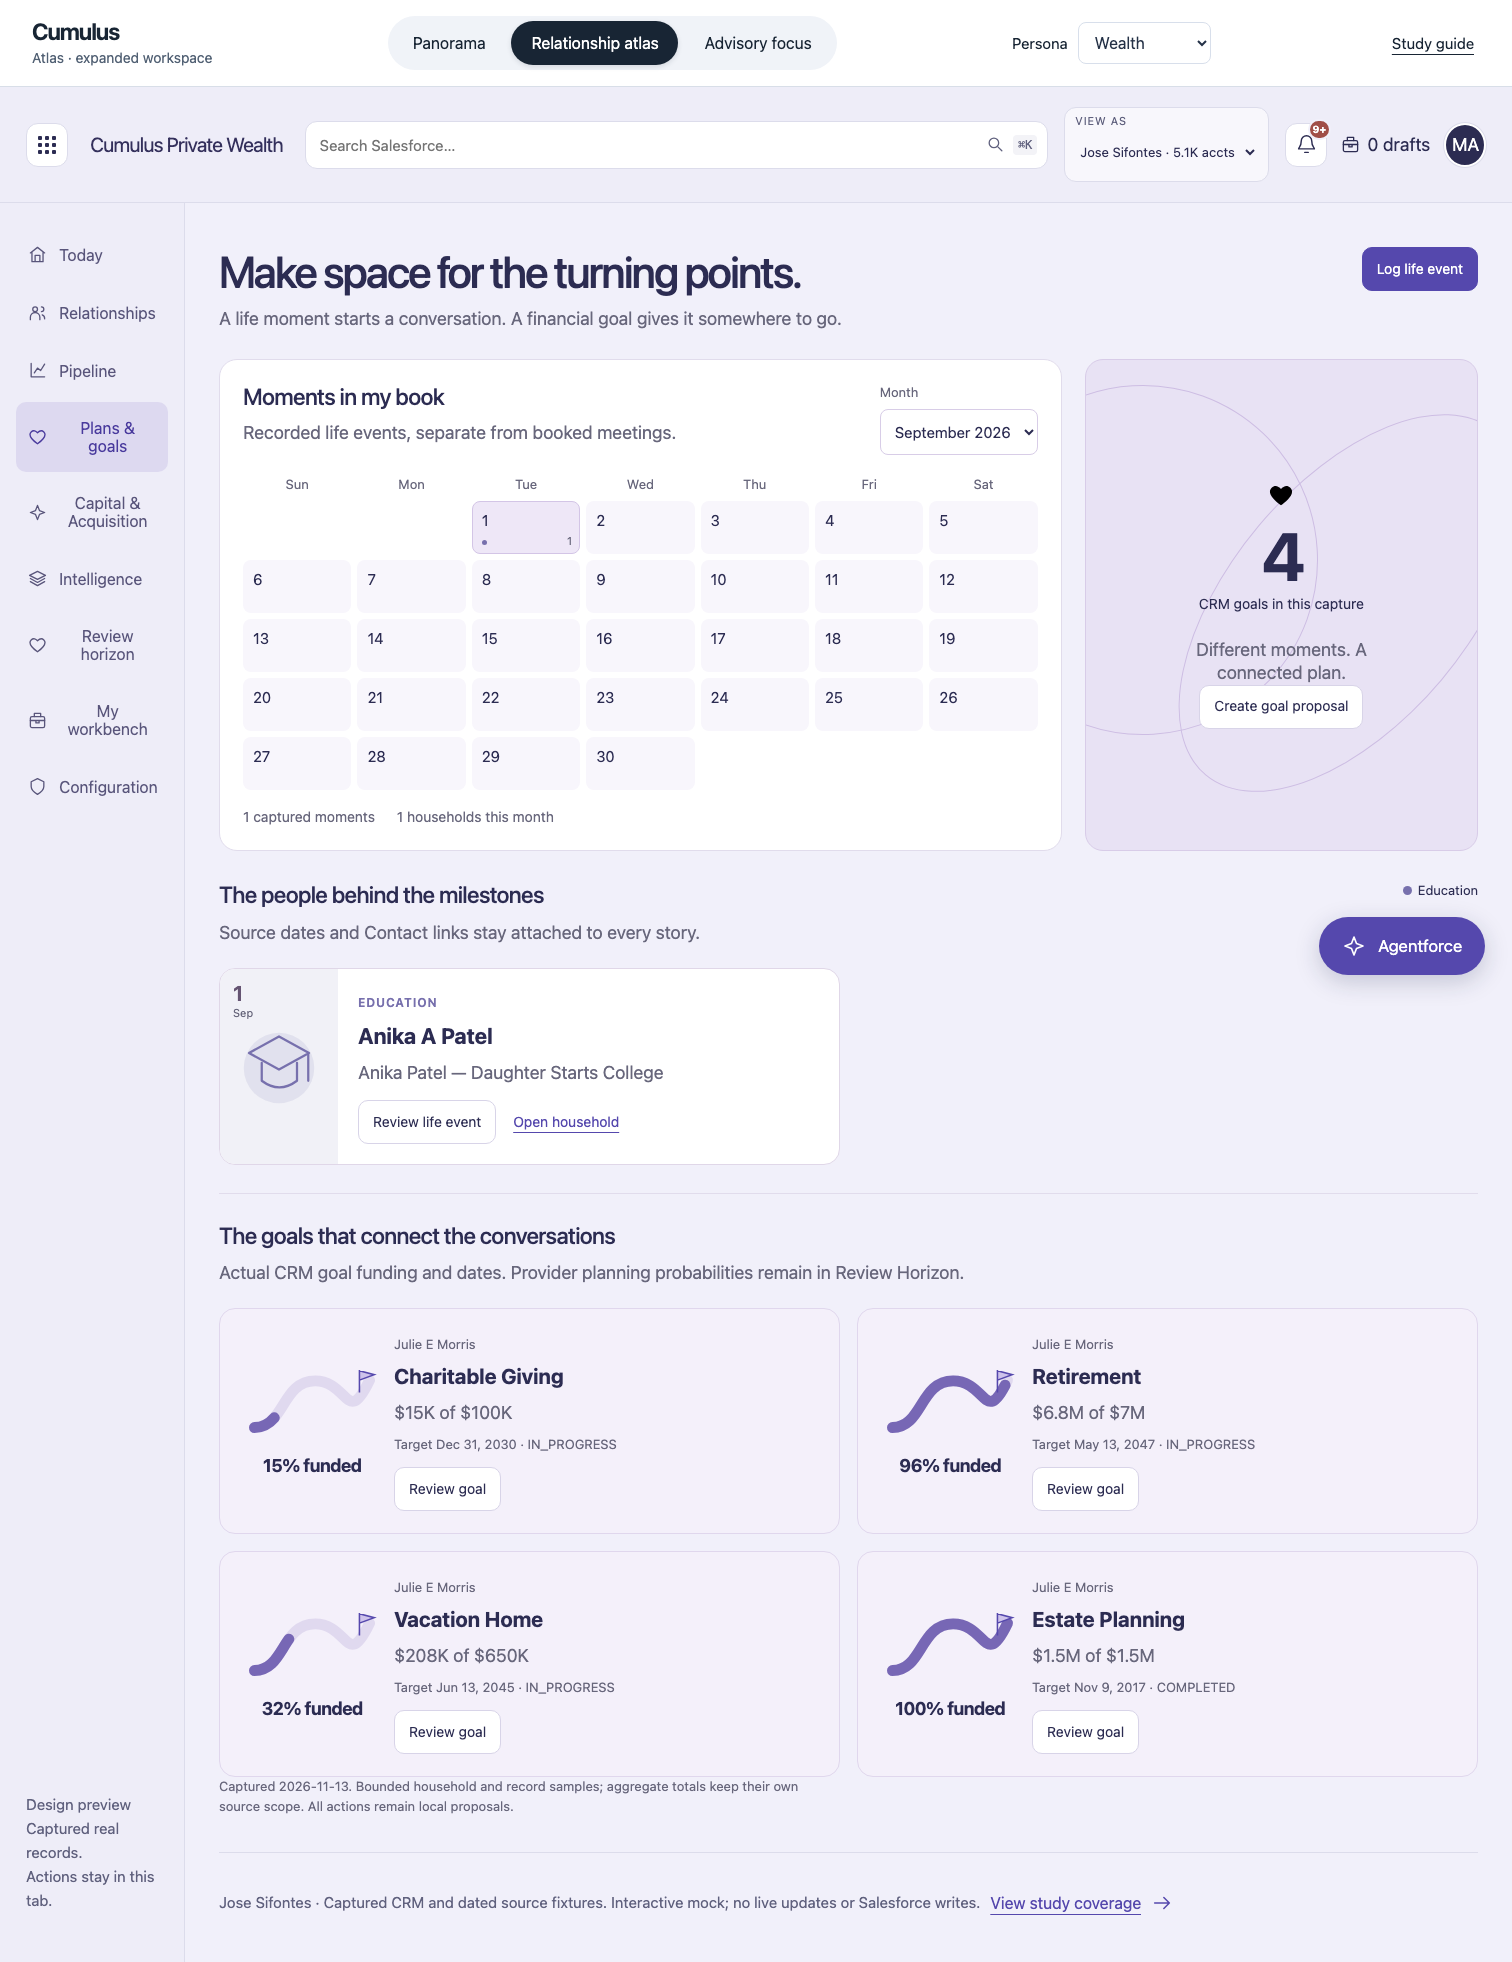 Cumulus
Atlas · expanded workspace
Panorama
Relationship atlas
Advisory focus
Persona
Wealth
Study guide
Cumulus Private Wealth
Search Salesforce...
⌘K
VIEW AS
Jose Sifontes · 5.1K accts
9+
0 drafts
MA
Today
Relationships
Pipeline
Plans &
goals
Capital &
Acquisition
Intelligence
Review
horizon
My
workbench
Configuration
Design preview
Captured real
records.
Actions stay in this
tab.
Make space for the turning points.
A life moment starts a conversation. A financial goal gives it somewhere to go.
Log life event
Moments in my book
Recorded life events, separate from booked meetings.
Month
September 2026
Sun Mon Tue Wed Thu Fri Sat
1 2 3 4 5
1
6 7 8 9 10 11 12
13 14 15 16 17 18 19
20 21 22 23 24 25 26
27 28 29 30
1 captured moments 1 households this month
4
CRM goals in this capture
Different moments. A
connected plan.
Create goal proposal
The people behind the milestones
Source dates and Contact links stay attached to every story.
Education
Agentforce
1
Sep
EDUCATION
Anika A Patel
Anika Patel — Daughter Starts College
Review life event
Open household
The goals that connect the conversations
Actual CRM goal funding and dates. Provider planning probabilities remain in Review Horizon.
Julie E Morris
Charitable Giving
$15K of $100K
Target Dec 31, 2030 · IN_PROGRESS
15% funded
Review goal
Julie E Morris
Retirement
$6.8M of $7M
Target May 13, 2047 · IN_PROGRESS
96% funded
Review goal
Julie E Morris
Vacation Home
$208K of $650K
Target Jun 13, 2045 · IN_PROGRESS
32% funded
Review goal
Julie E Morris
Estate Planning
$1.5M of $1.5M
Target Nov 9, 2017 · COMPLETED
100% funded
Review goal
Captured 2026-11-13. Bounded household and record samples; aggregate totals keep their own
source scope. All actions remain local proposals.
Jose Sifontes · Captured CRM and dated source fixtures. Interactive mock; no live updates or Salesforce writes. View study coverage